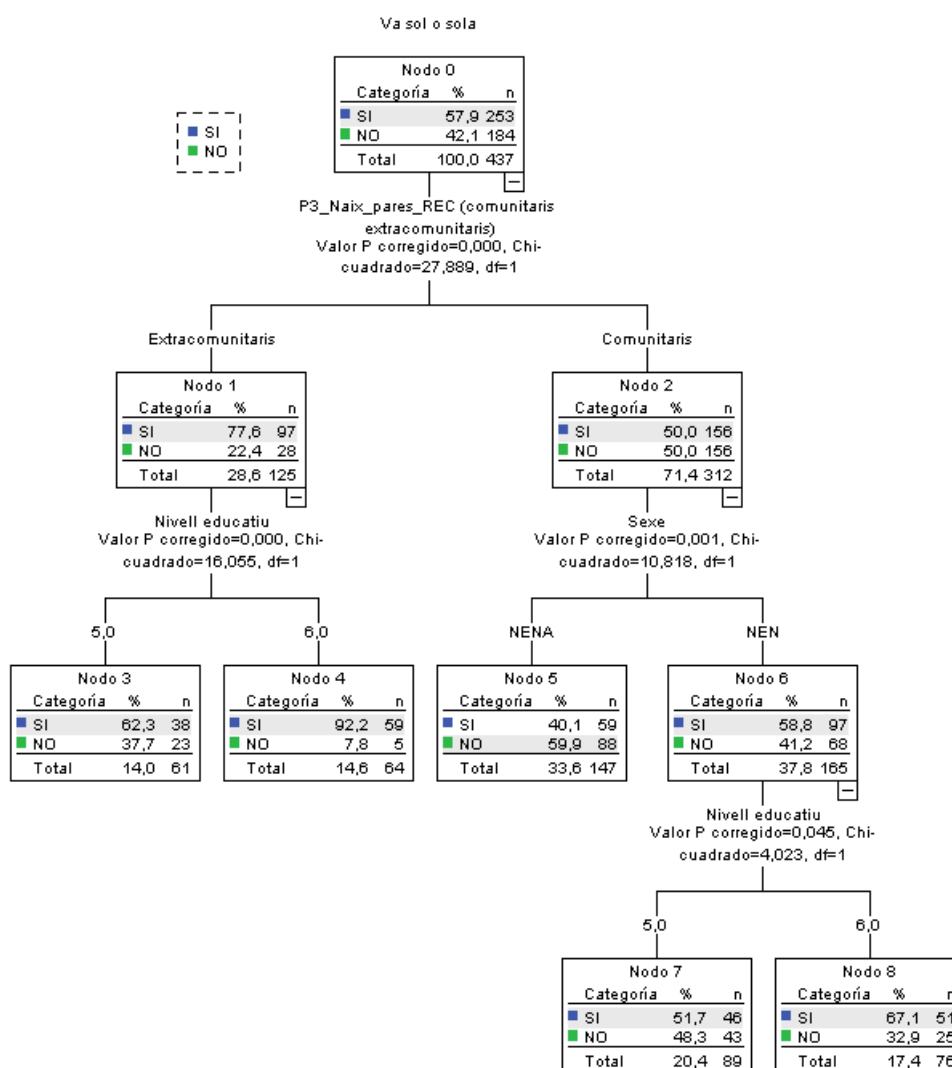 Va sol o sola
SI
NO
Nodo 0
Categoría % n
SI 57,9 253
NO 42,1 184
Total 100,0 437
P3_Naix_pares_REC (comunitaris
extracomunitaris)
Valor P corregido=0,000, Chi-
cuadrado=27,889, df=1
Extracomunitaris
Comunitaris
Nodo 1
Categoría % n
SI 77,6 97
NO 22,4 28
Total 28,6 125
Nodo 2
Categoría % n
SI 50,0 156
NO 50,0 156
Total 71,4 312
Nivell educatiu
Valor P corregido=0,000, Chi-
cuadrado=16,055, df=1
Sexe
Valor P corregido=0,001, Chi-
cuadrado=10,818, df=1
5,0
6,0
NENA
NEN
Nodo 3
Categoría % n
SI 62,3 38
NO 37,7 23
Total 14,0 61
Nodo 4
Categoría % n
SI 92,2 59
NO 7,8 5
Total 14,6 64
Nodo 5
Categoría % n
SI 40,1 59
NO 59,9 88
Total 33,6 147
Nodo 6
Categoría % n
SI 58,8 97
NO 41,2 68
Total 37,8 165
Nivell educatiu
Valor P corregido=0,045, Chi-
cuadrado=4,023, df=1
5,0
6,0
Nodo 7
Categoría % n
SI 51,7 46
NO 48,3 43
Total 20,4 89
Nodo 8
Categoría % n
SI 67,1 51
NO 32,9 25
Total 17,4 76